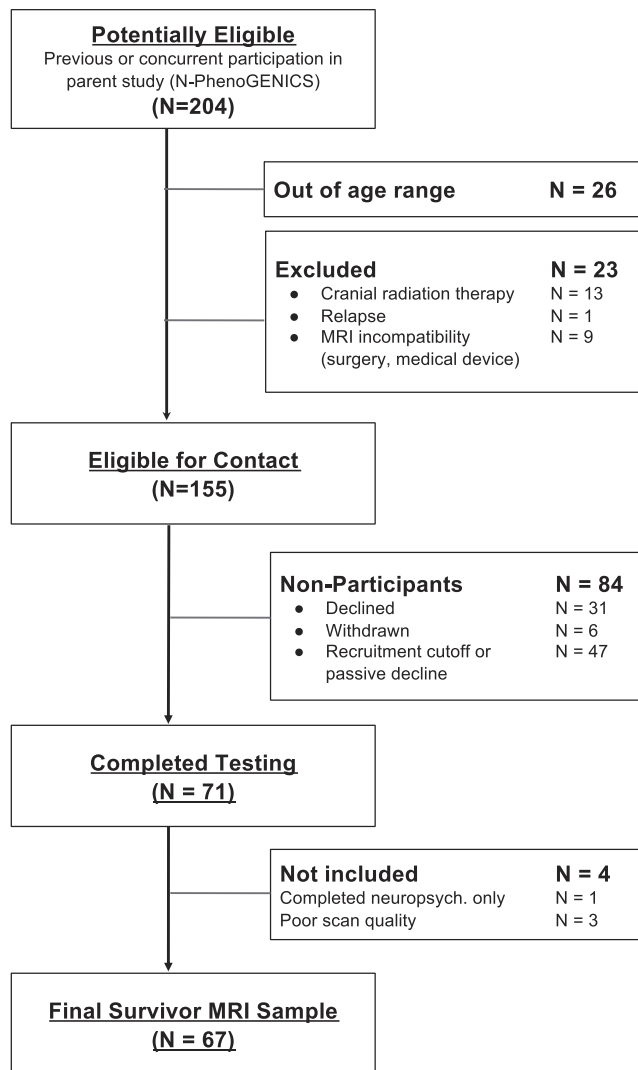 Potentially Eligible
Previous or concurrent participation in
parent study (N-PhenoGENICS)
(N=204)
Out of age range N = 26
Excluded N = 23
● Cranial radiation therapy N = 13
● Relapse N = 1
● MRI incompatibility N = 9
(surgery, medical device)
Eligible for Contact
(N=155)
Non-Participants N = 84
● Declined N = 31
● Withdrawn N = 6
● Recruitment cutoff or N = 47
passive decline
Completed Testing
(N = 71)
Not included N = 4
Completed neuropsych. only N = 1
Poor scan quality N = 3
Final Survivor MRI Sample
(N = 67)